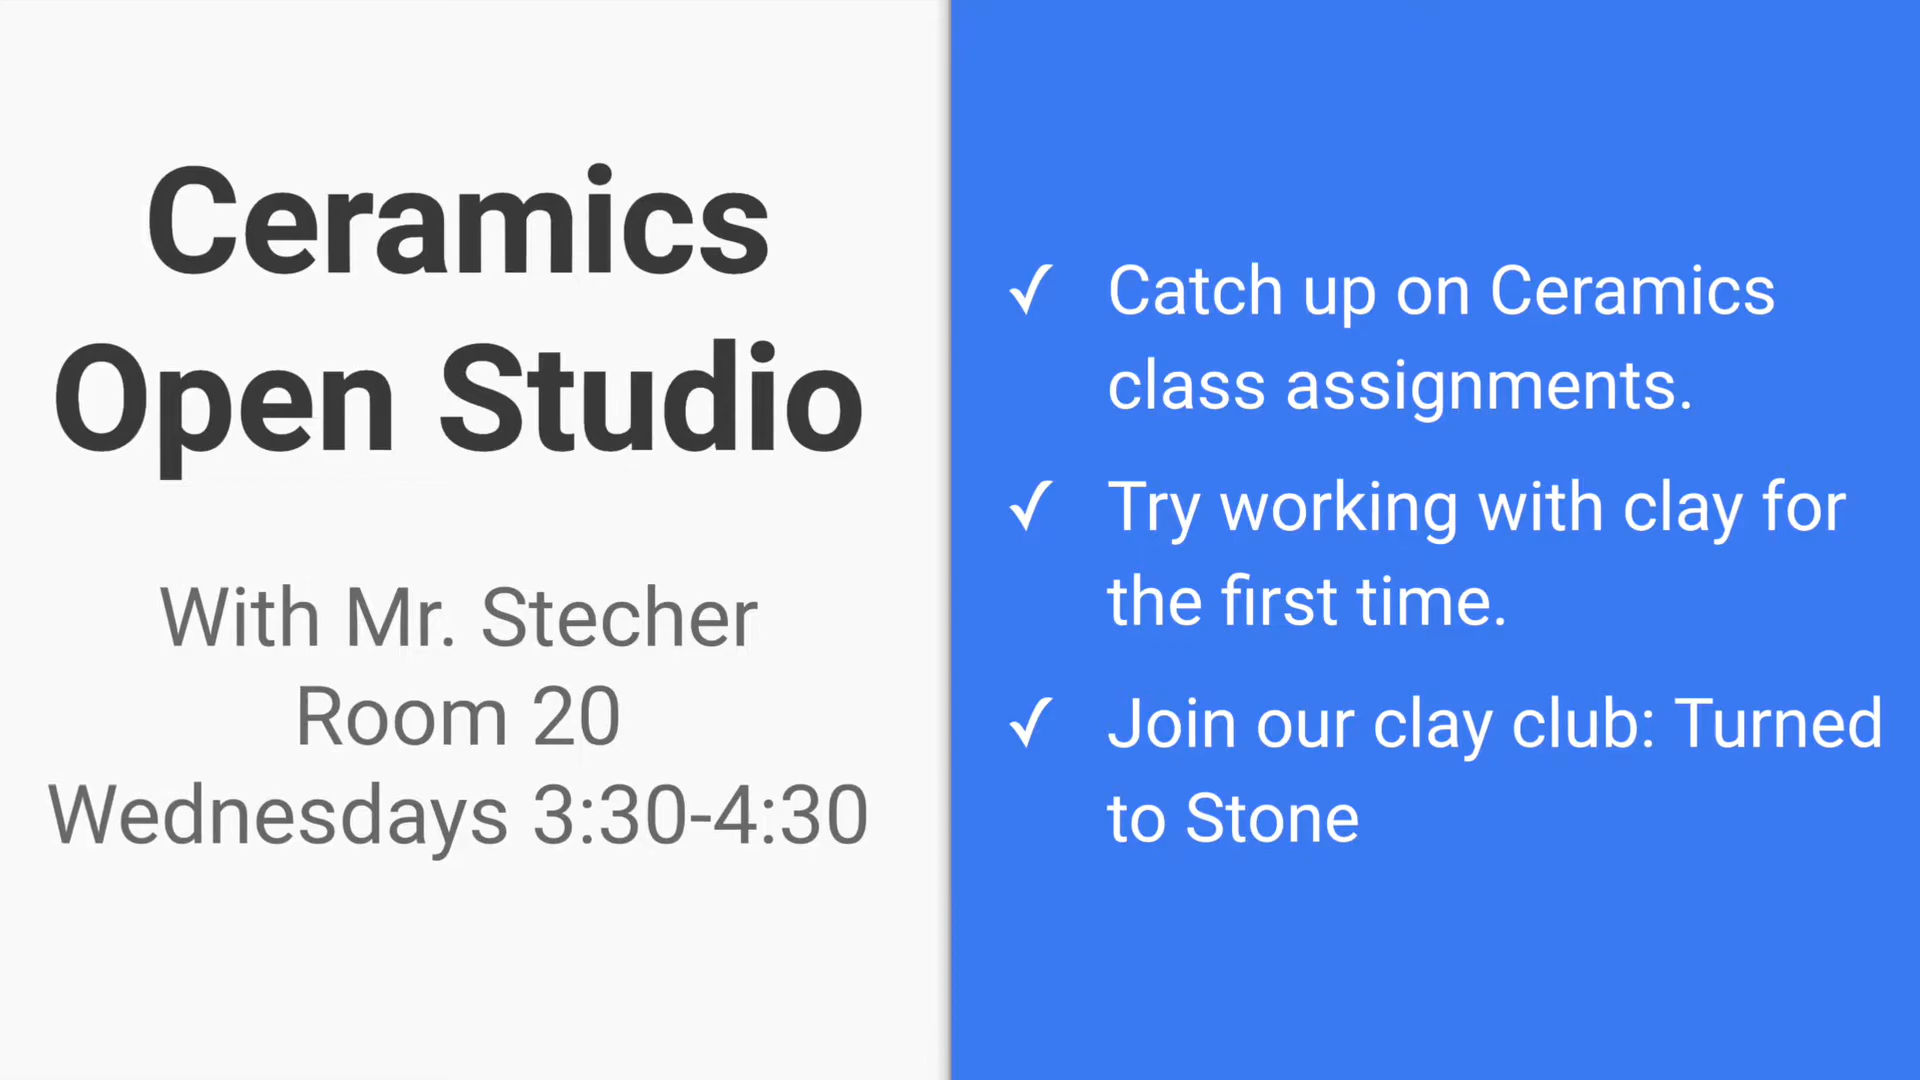 Ceramics
Open Studio
With Mr. Stecher
Room 20
Wednesdays 3:30-4:30
✓ Catch up on Ceramics
class assignments.
✓ Try working with clay for
the first time.
✓ Join our clay club: Turned
to Stone